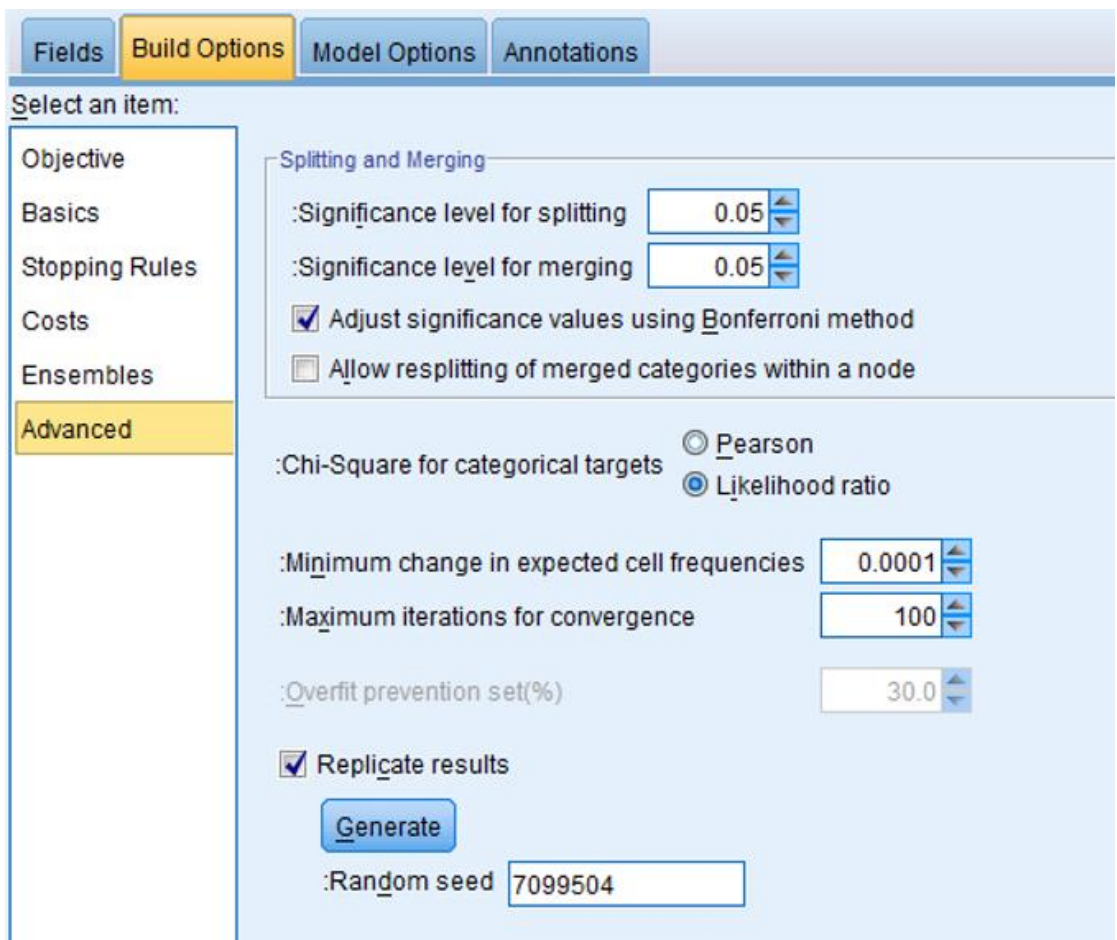 Fields Build Options Model Options Annotations
Select an item:
Objective
Basics
Stopping Rules
Costs
Ensembles
Advanced
Splitting and Merging
:Significance level for splitting 0.05
:Significance level for merging 0.05
Adjust significance values using Bonferroni method
Allow resplitting of merged categories within a node
:Chi-Square for categorical targets
Pearson
Likelihood ratio
:Minimum change in expected cell frequencies 0.0001
:Maximum iterations for convergence 100
:Overfit prevention set(%) 30.0
Replicate results
Generate
:Random seed 7099504